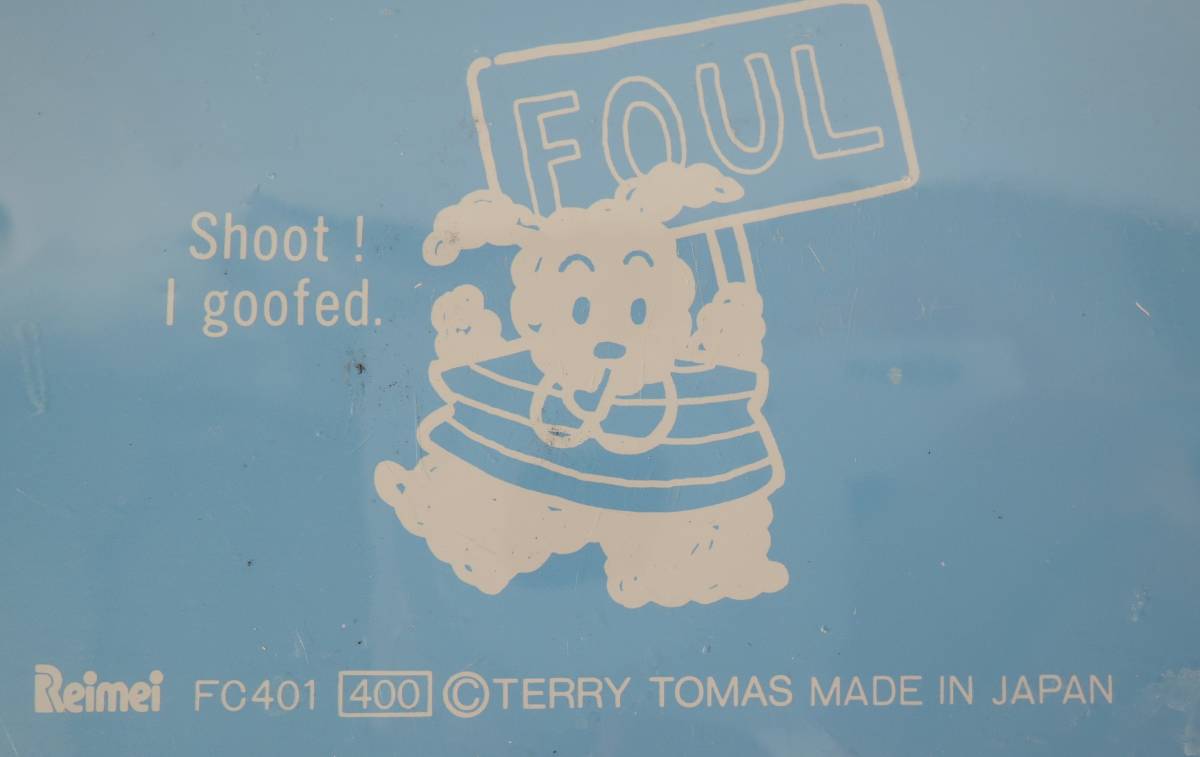 FOUL
Shoot !
I goofed.
Reimei FC401 400 ©TERRY TOMAS MADE IN JAPAN